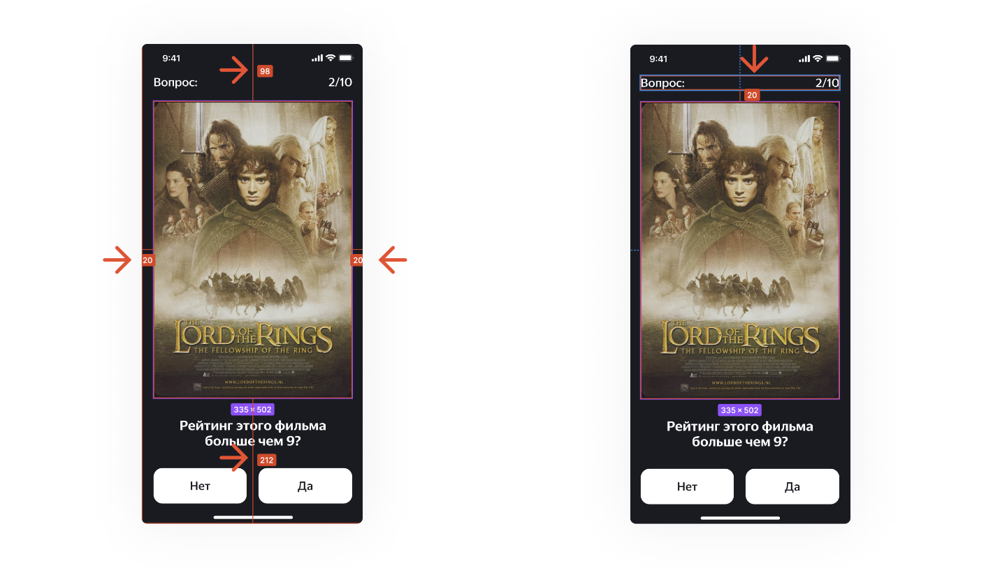 9:41
98
Вопрос:
2/10
20
20
THE
LORD OF THE RINGS
THE FELLOWSHIP OF THE RING
WWW.LORDOFTHERINGS.NL
335 × 502
Рейтинг этого фильма
больше чем 9?
212
Нет
Да
9:41
Вопрос:
2/10
20
THE
LORD OF THE RINGS
THE FELLOWSHIP OF THE RING
WWW.LORDOFTHERINGS.NL
335 × 502
Рейтинг этого фильма
больше чем 9?
Нет
Да